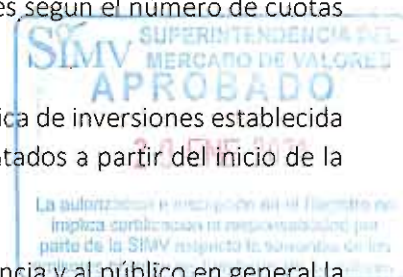 es según el número de cuotas
SIMV SUPERINTENDENCIA DEL
MERCADO DE VALORES
APROBADO
ica de inversiones establecida
ENE
tados a partir del inicio de la
La autorización e inscripción en el Registro no
implica certificación ni responsabilidad por
parte de la SIMV respecto la solvencia de los
ncia y al público en general la